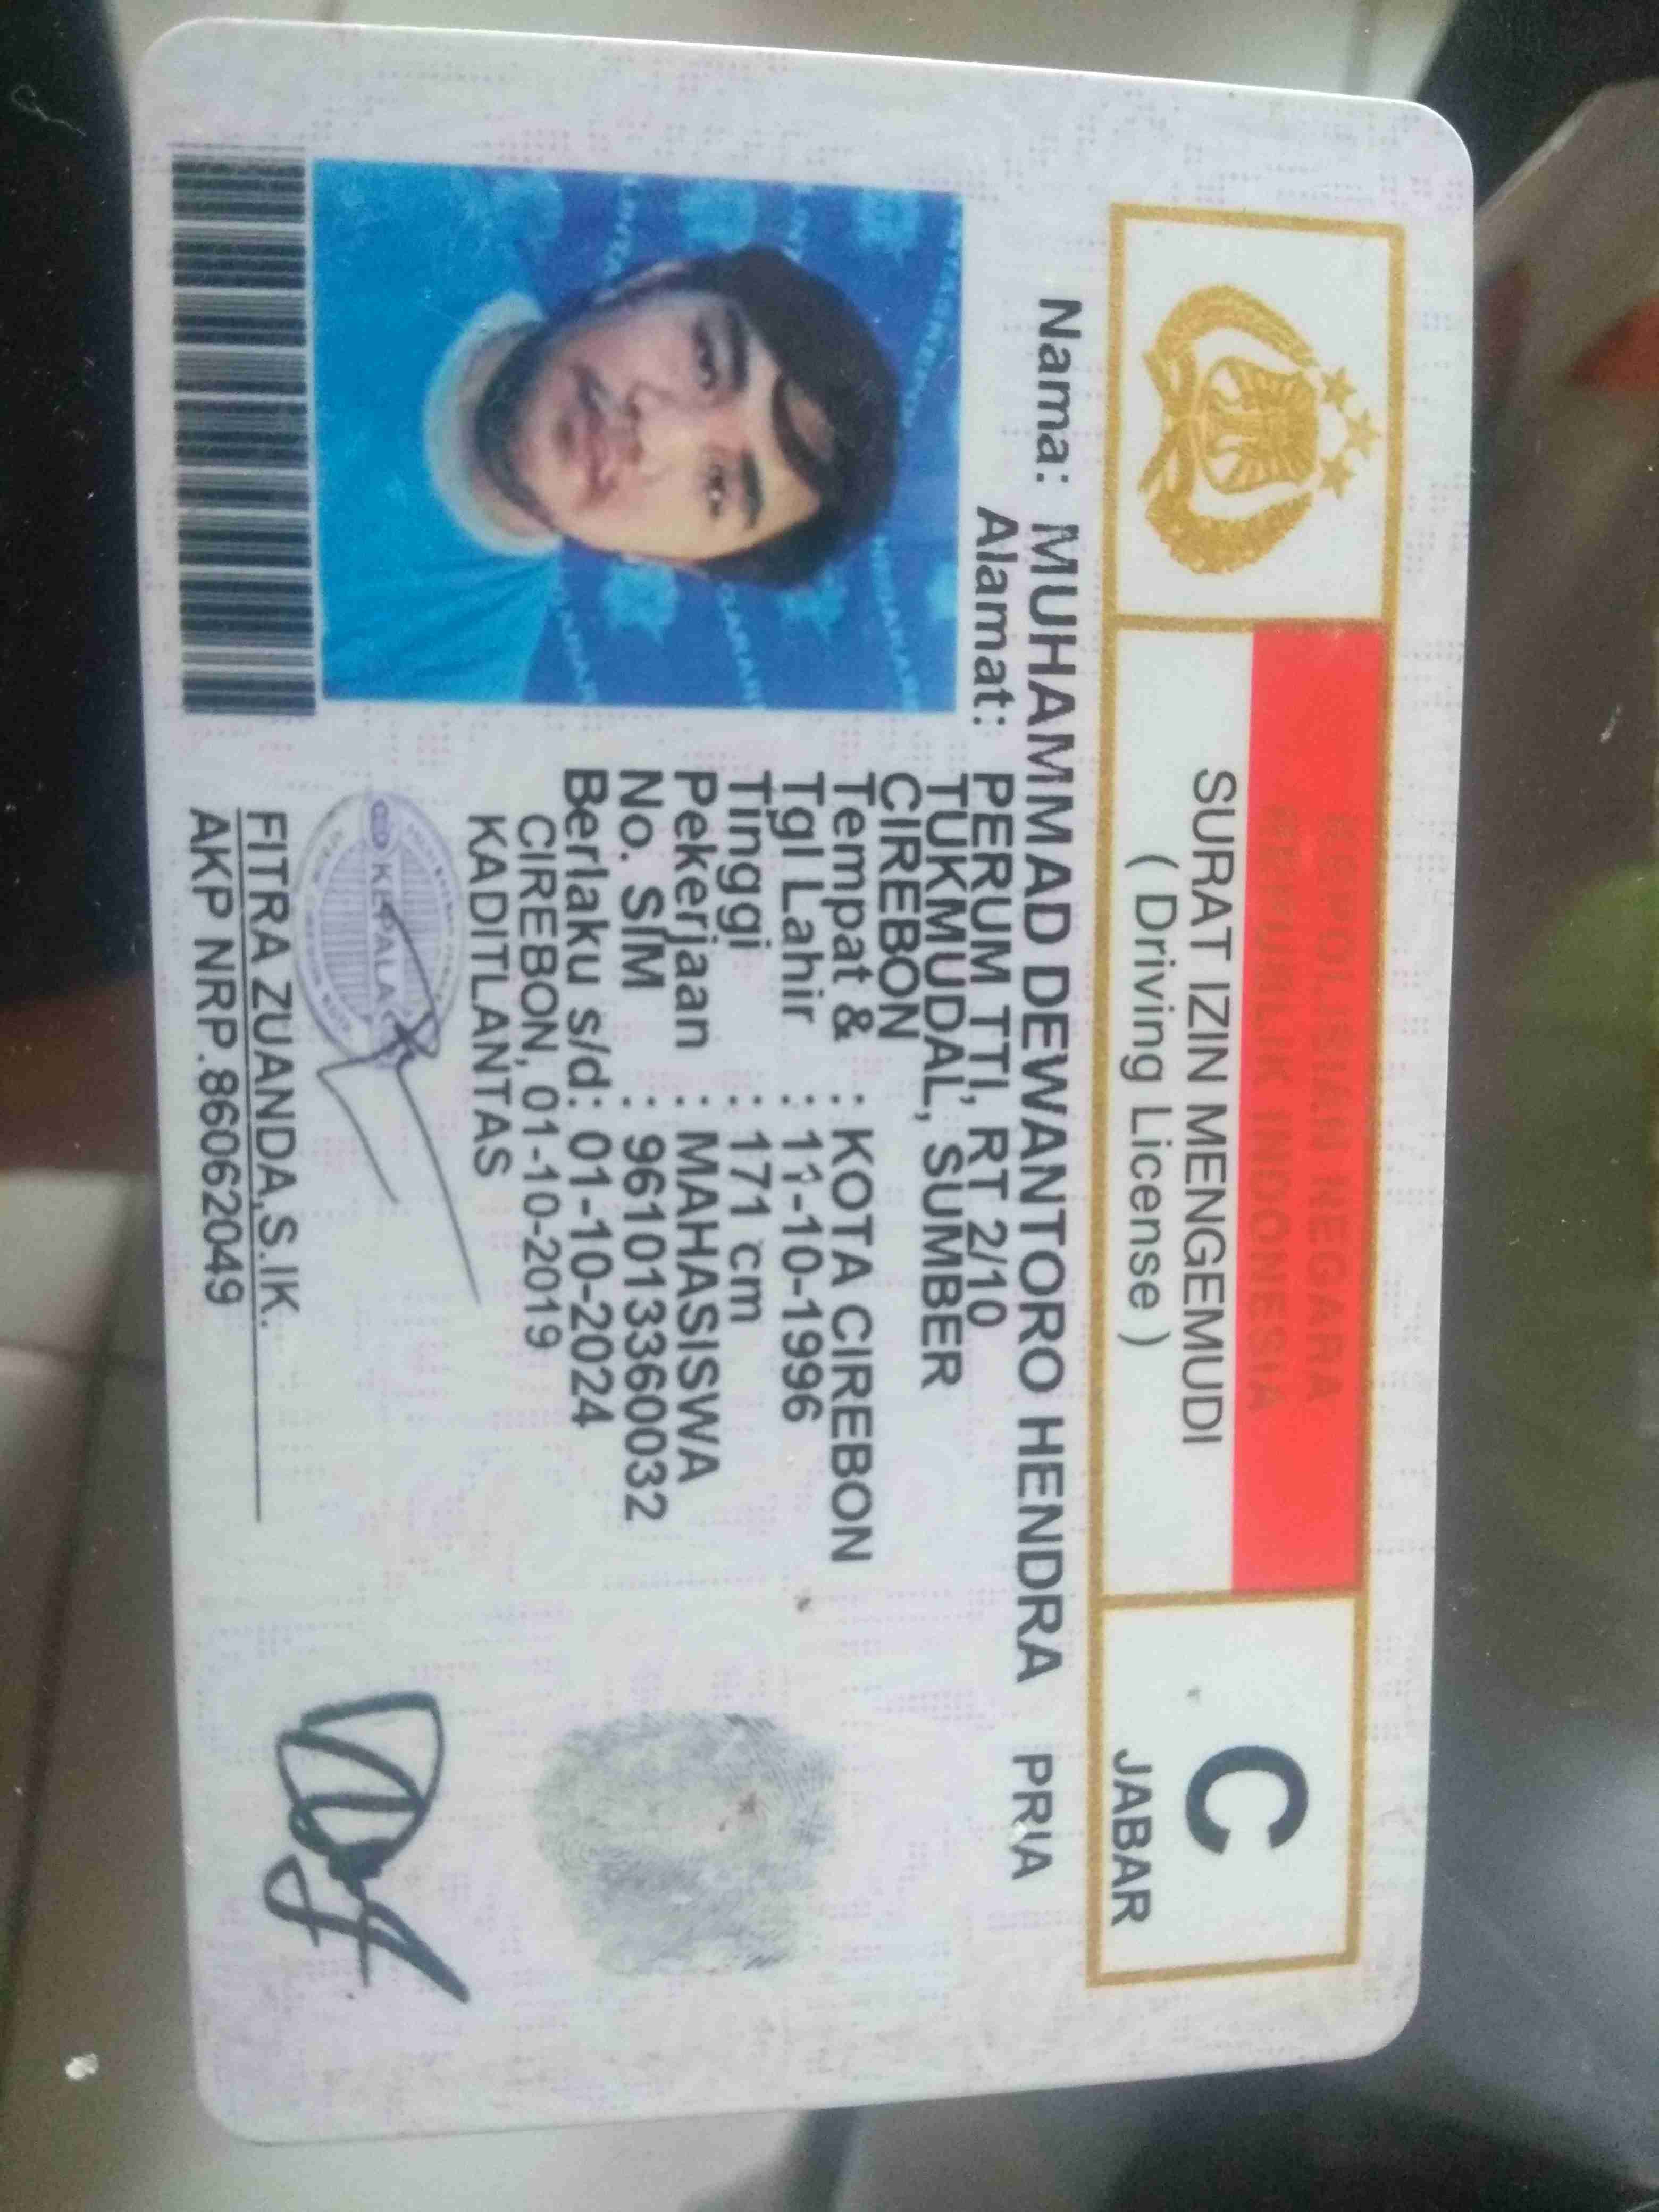 KEPOLISIAN NEGARA
REPUBLIK INDONESIA
SURAT IZIN MENGEMUDI
( Driving License )
C
JABAR
Nama: MUHAMMAD DEWANTORO HENDRA PRIA
Alamat: PERUM TTI, RT 2/10
TUKMUDAL, SUMBER
CIREBON
Tempat & : KOTA CIREBON
Tgl Lahir : 11-10-1996
Tinggi : 171 cm
Pekerjaan : MAHASISWA
No. SIM : 961013360032
Berlaku s/d: 01-10-2024
CIREBON, 01-10-2019
KADITLANTAS
KEPALA
FITRA ZUANDA,S.IK.
AKP NRP.86062049